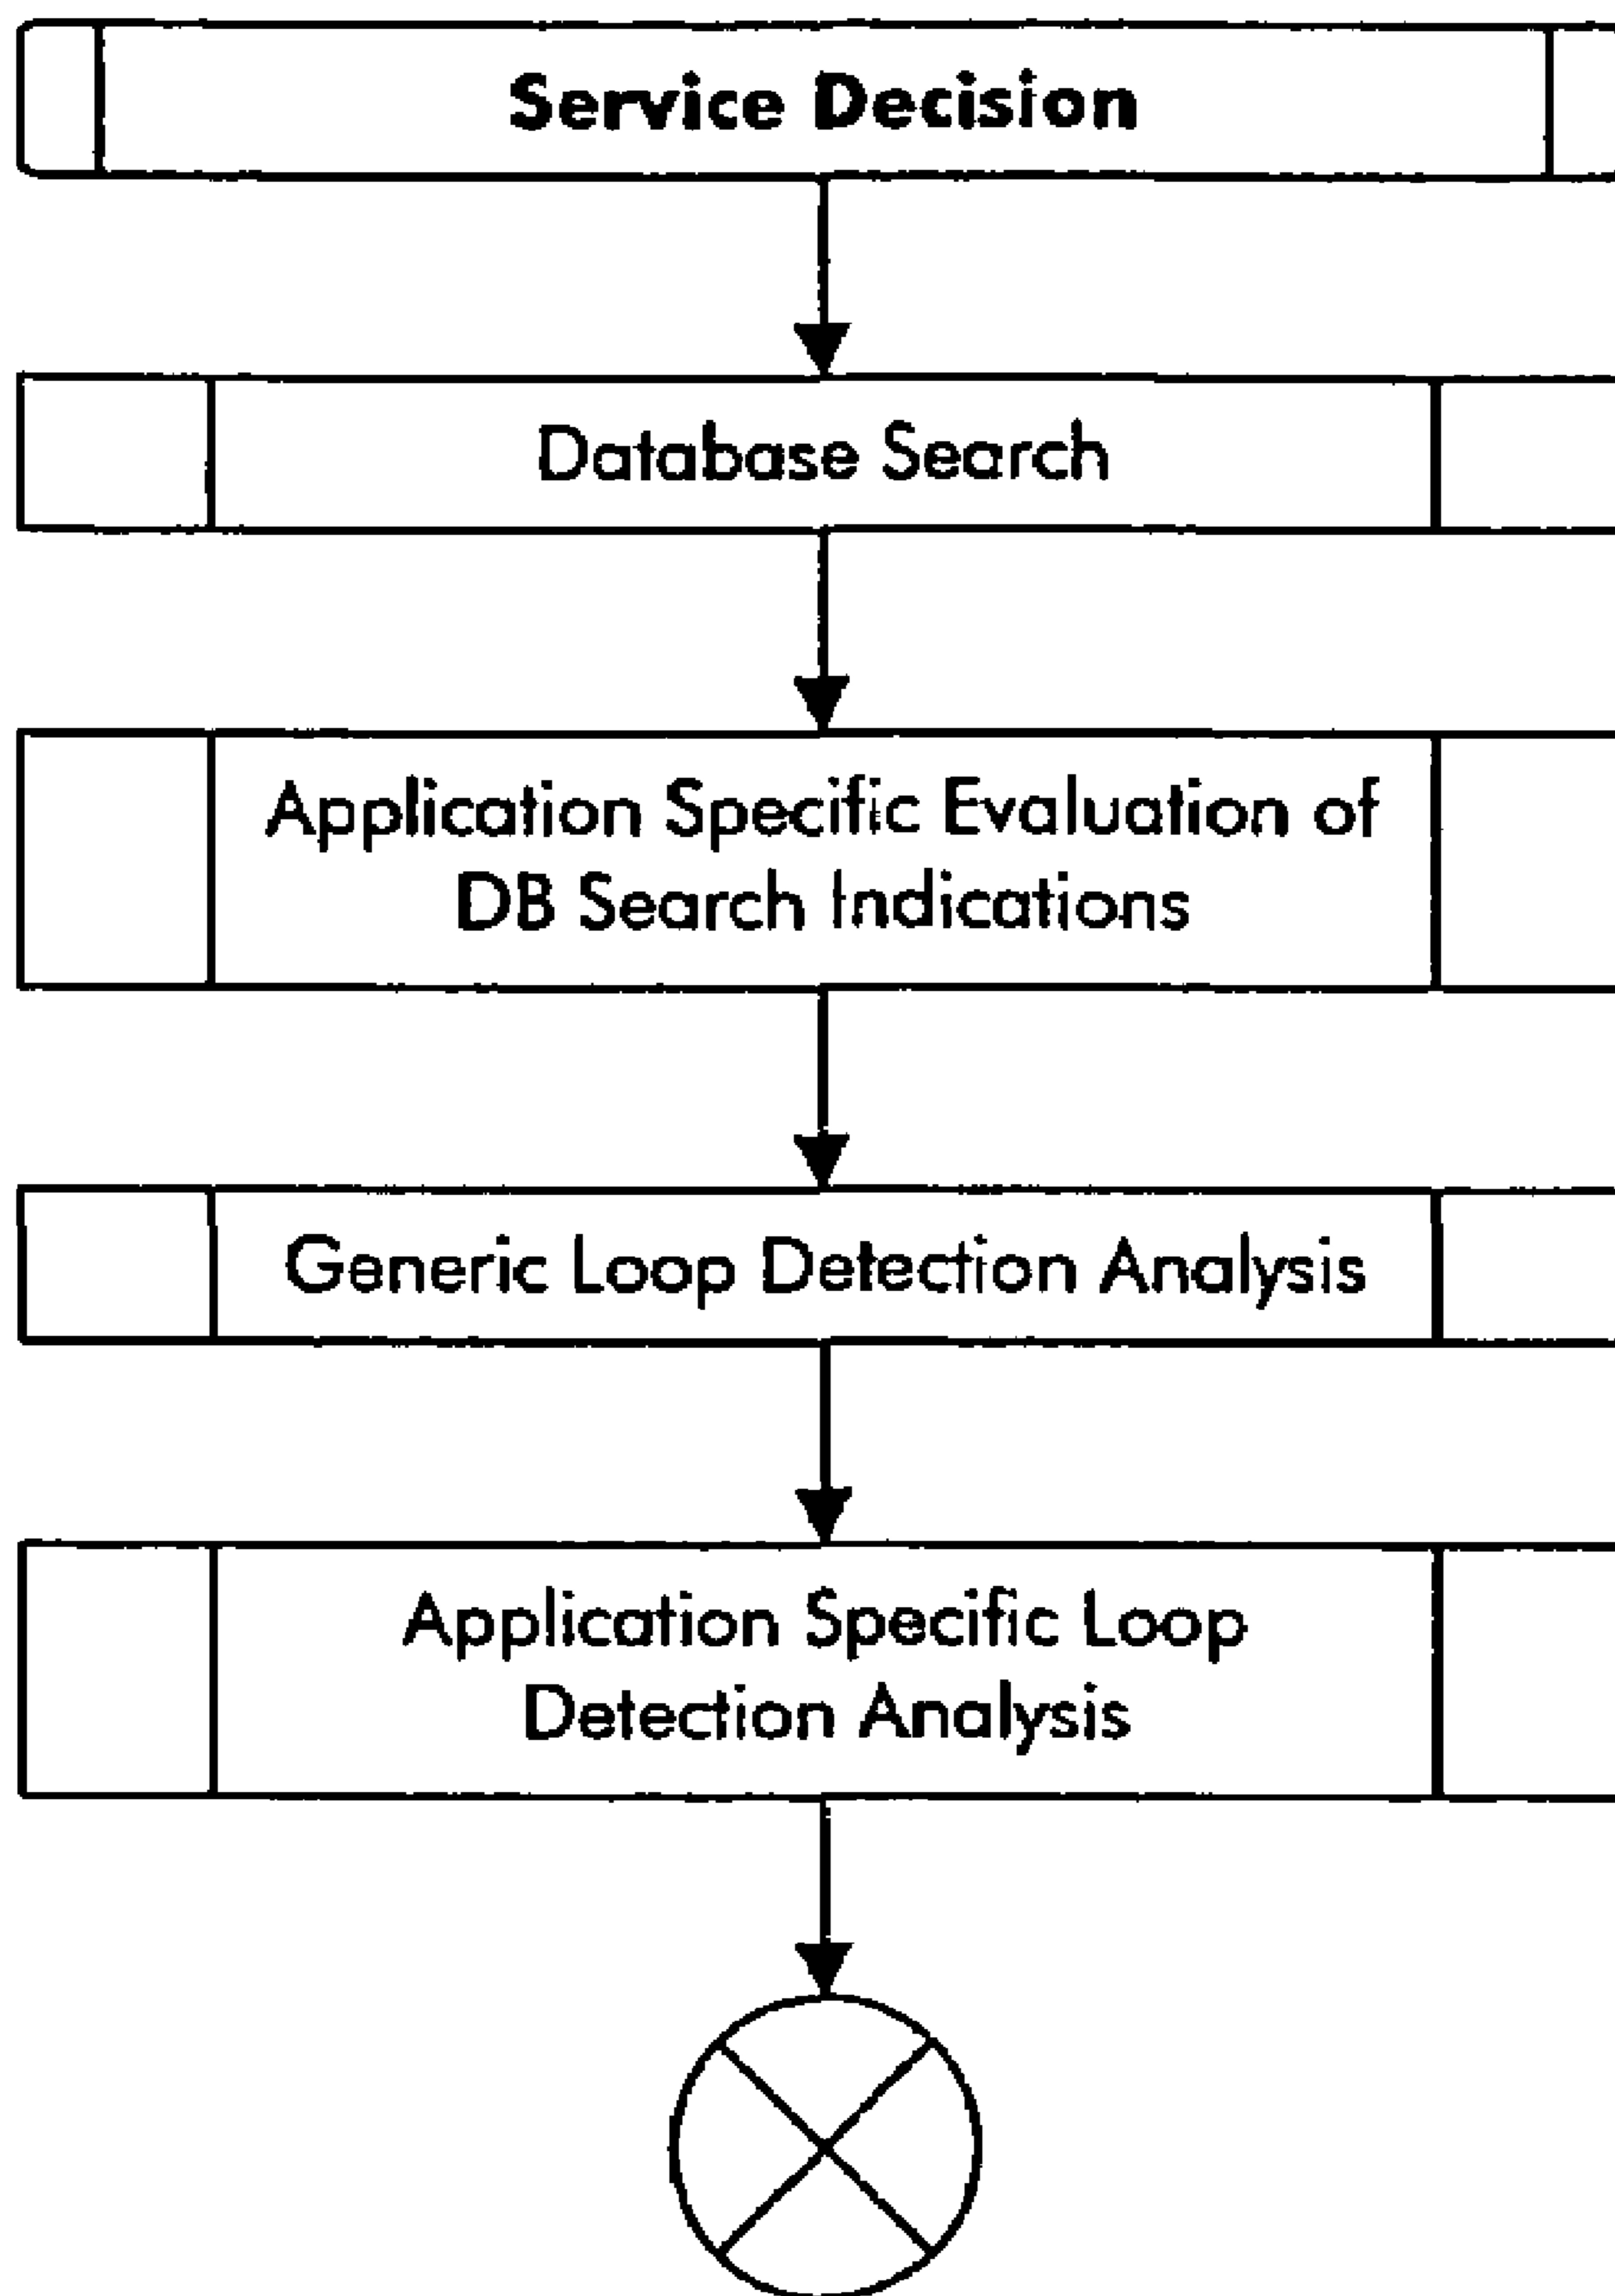 Service Decision
Database Search
Application Specific Evaluation of
DB Search Indications
Generic Loop Detection Analysis
Application Specific Loop
Detection Analysis